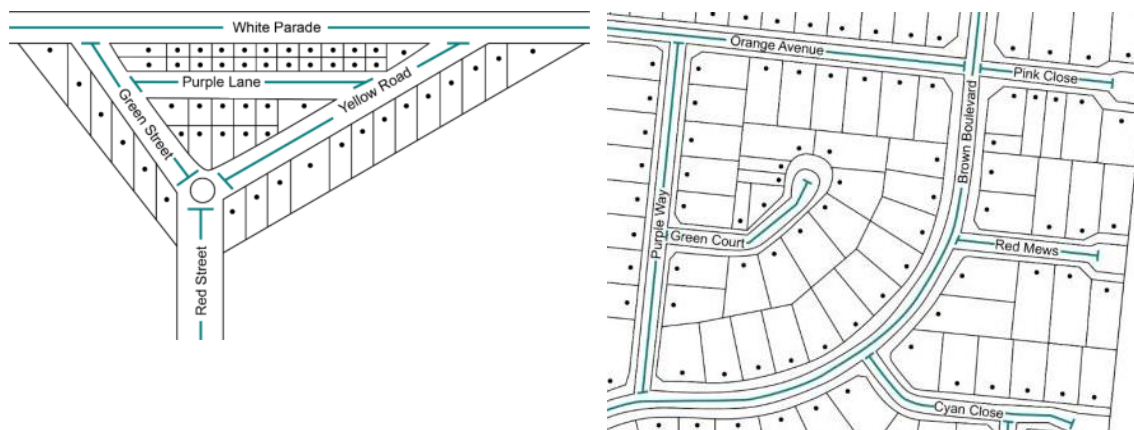 White Parade
Purple Lane
Green Street
Yellow Road
Red Street
Orange Avenue
Pink Close
Brown Boulevard
Purple Way
Green Court
Red Mews
Cyan Close